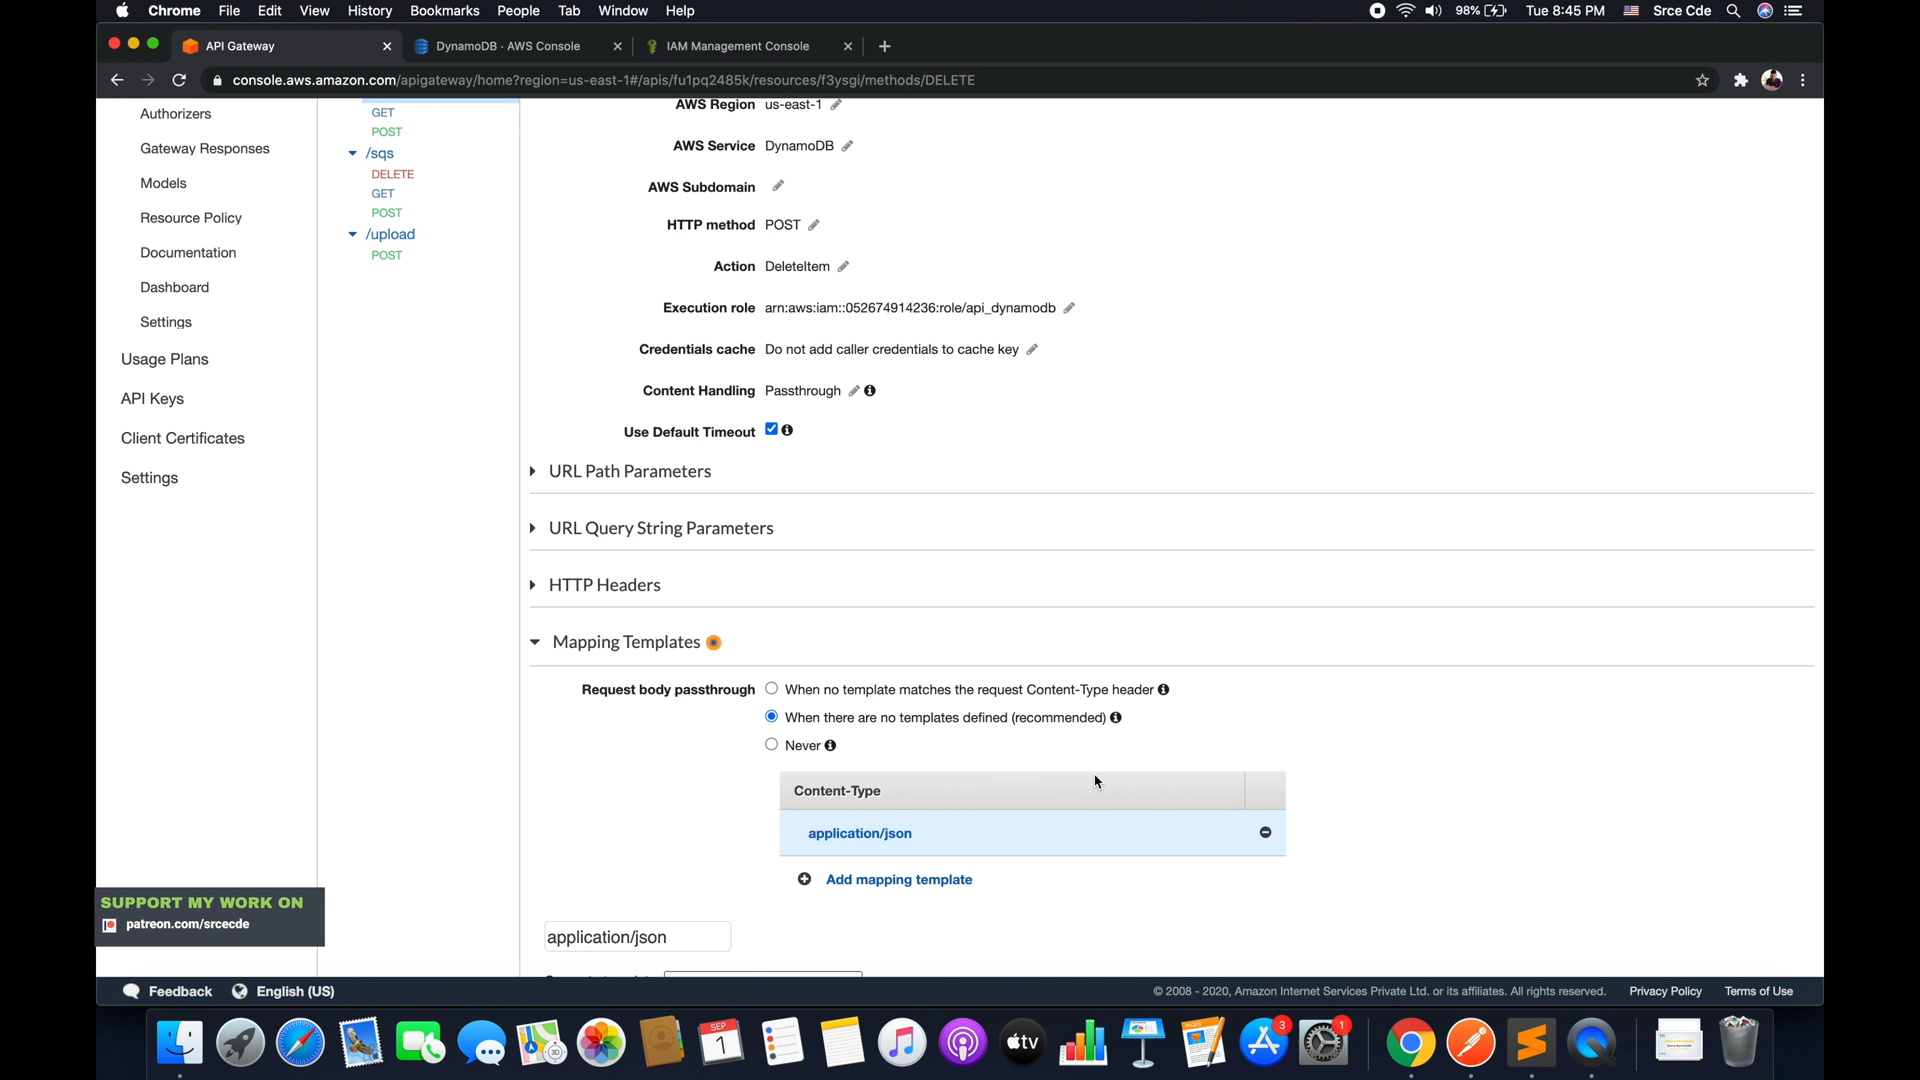 Chrome File Edit View History Bookmarks People Tab Window Help 98% Tue 8:45 PM Srce Cde
API Gateway DynamoDB · AWS Console IAM Management Console
console.aws.amazon.com/apigateway/home?region=us-east-1#/apis/fu1pq2485k/resources/f3ysgi/methods/DELETE
Authorizers
Gateway Responses
Models
Resource Policy
Documentation
Dashboard
Settings
Usage Plans
API Keys
Client Certificates
Settings
GET
POST
/sqs
DELETE
GET
POST
/upload
POST
AWS Region us-east-1
AWS Service DynamoDB
AWS Subdomain
HTTP method POST
Action DeleteItem
Execution role arn:aws:iam::052674914236:role/api_dynamodb
Credentials cache Do not add caller credentials to cache key
Content Handling Passthrough
Use Default Timeout
URL Path Parameters
URL Query String Parameters
HTTP Headers
Mapping Templates
Request body passthrough When no template matches the request Content-Type header
When there are no templates defined (recommended)
Never
Content-Type
application/json
Add mapping template
application/json
SUPPORT MY WORK ON
patreon.com/srcecde
Feedback English (US) © 2008 - 2020, Amazon Internet Services Private Ltd. or its affiliates. All rights reserved. Privacy Policy Terms of Use
SEP
1
3D
tv
PAGES
3
1